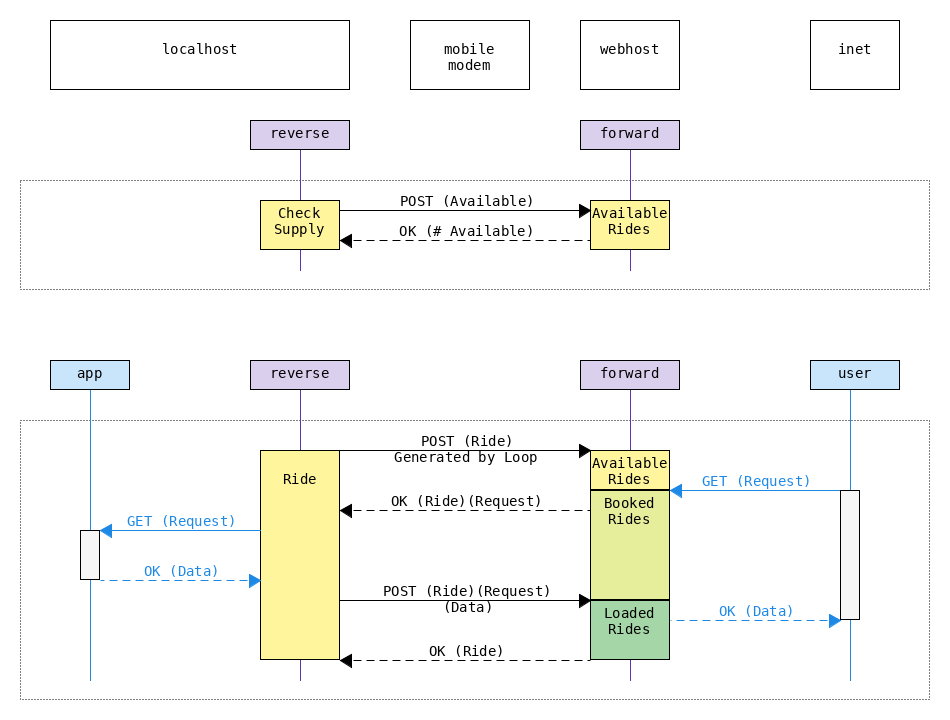 localhost
mobile
modem
webhost
inet
reverse
forward
Check
Supply
POST (Available)
OK (# Available)
Available
Rides
app
reverse
forward
user
POST (Ride)
Generated by Loop
Ride
Available
Rides
GET (Request)
OK (Ride)(Request)
Booked
Rides
GET (Request)
OK (Data)
POST (Ride)(Request)
(Data)
Loaded
Rides
OK (Data)
OK (Ride)